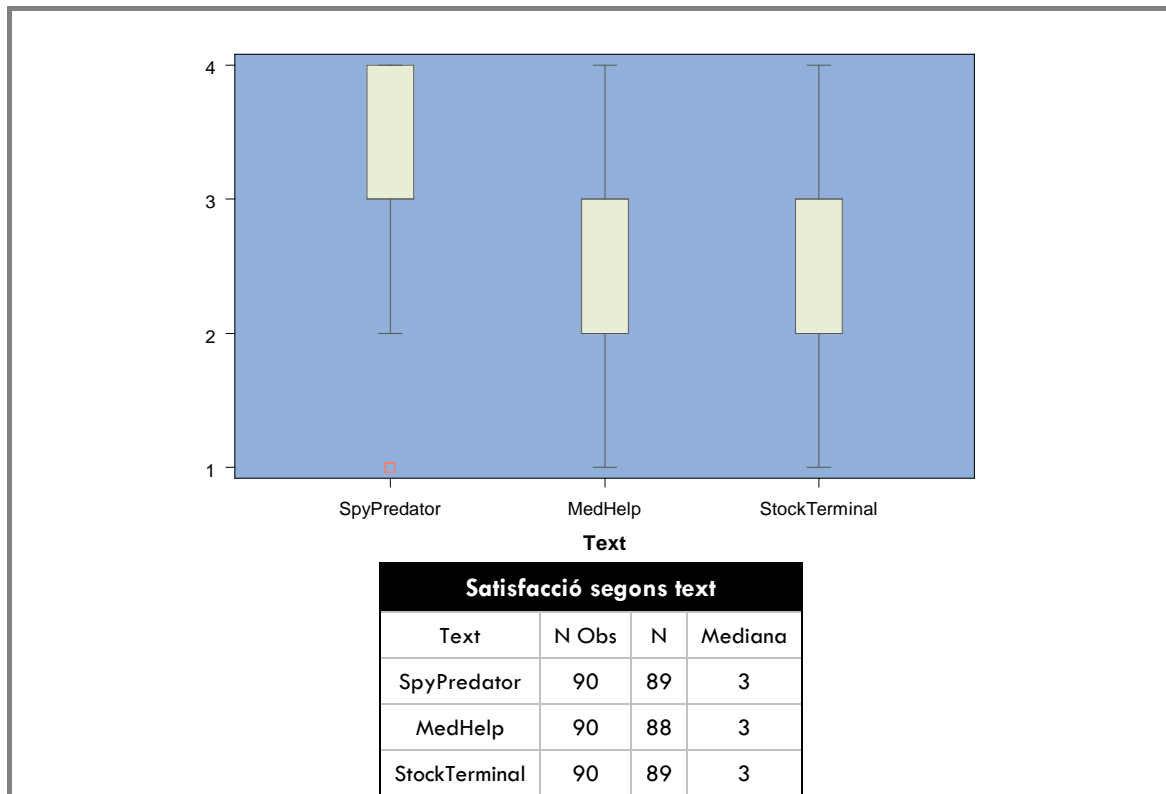 4
3
2
1
SpyPredator MedHelp StockTerminal
Text
Satisfacció segons text
Text N Obs N Mediana
SpyPredator 90 89 3
MedHelp 90 88 3
StockTerminal 90 89 3